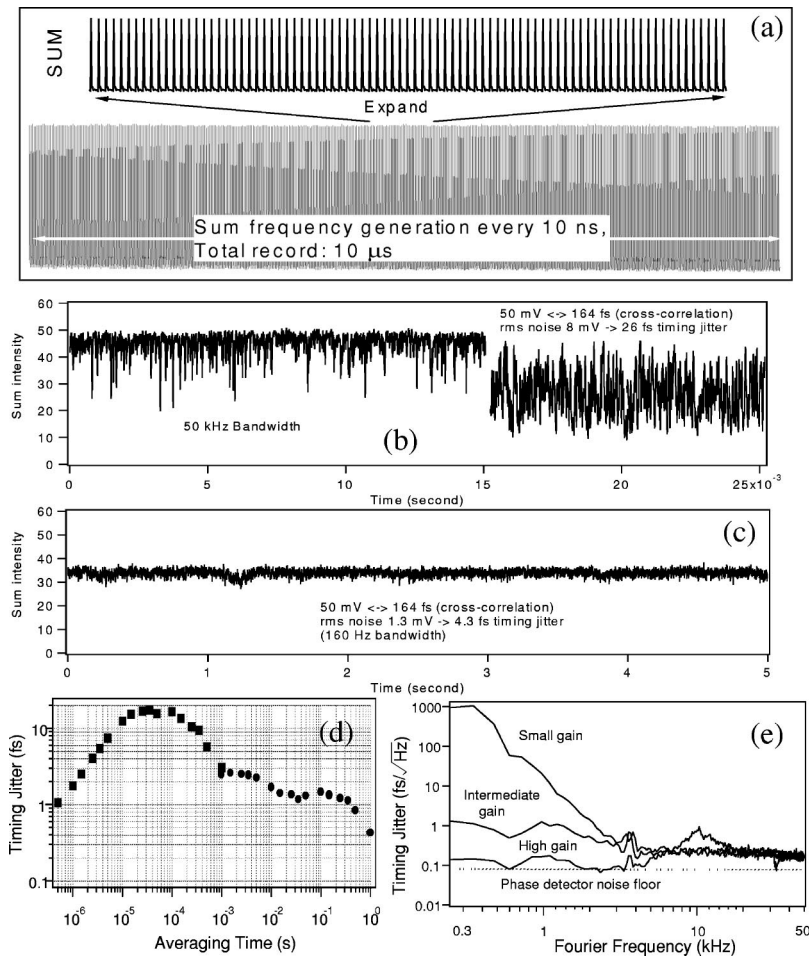 (a)
SUM
Expand
Sum frequency generation every 10 ns,
Total record: 10 μs
60
50
40
30
20
10
0
Sum intensity
50 mV <-> 164 fs (cross-correlation)
rms noise 8 mV -> 26 fs timing jitter
50 kHz Bandwidth
(b)
0 5 10 15 20 25x10⁻³
Time (second)
60
50
40
30
20
10
0
Sum intensity
(c)
50 mV <-> 164 fs (cross-correlation)
rms noise 1.3 mV -> 4.3 fs timing jitter
(160 Hz bandwidth)
0 1 2 3 4 5
Time (second)
(d)
Timing Jitter (fs)
10
1
0.1
10⁻⁶ 10⁻⁵ 10⁻⁴ 10⁻³ 10⁻² 10⁻¹ 10⁰
Averaging Time (s)
(e)
Timing Jitter (fs/√Hz)
1000
100
10
1
0.1
0.01
Small gain
Intermediate
gain
High gain
Phase detector noise floor
0.3 1 10 50
Fourier Frequency (kHz)